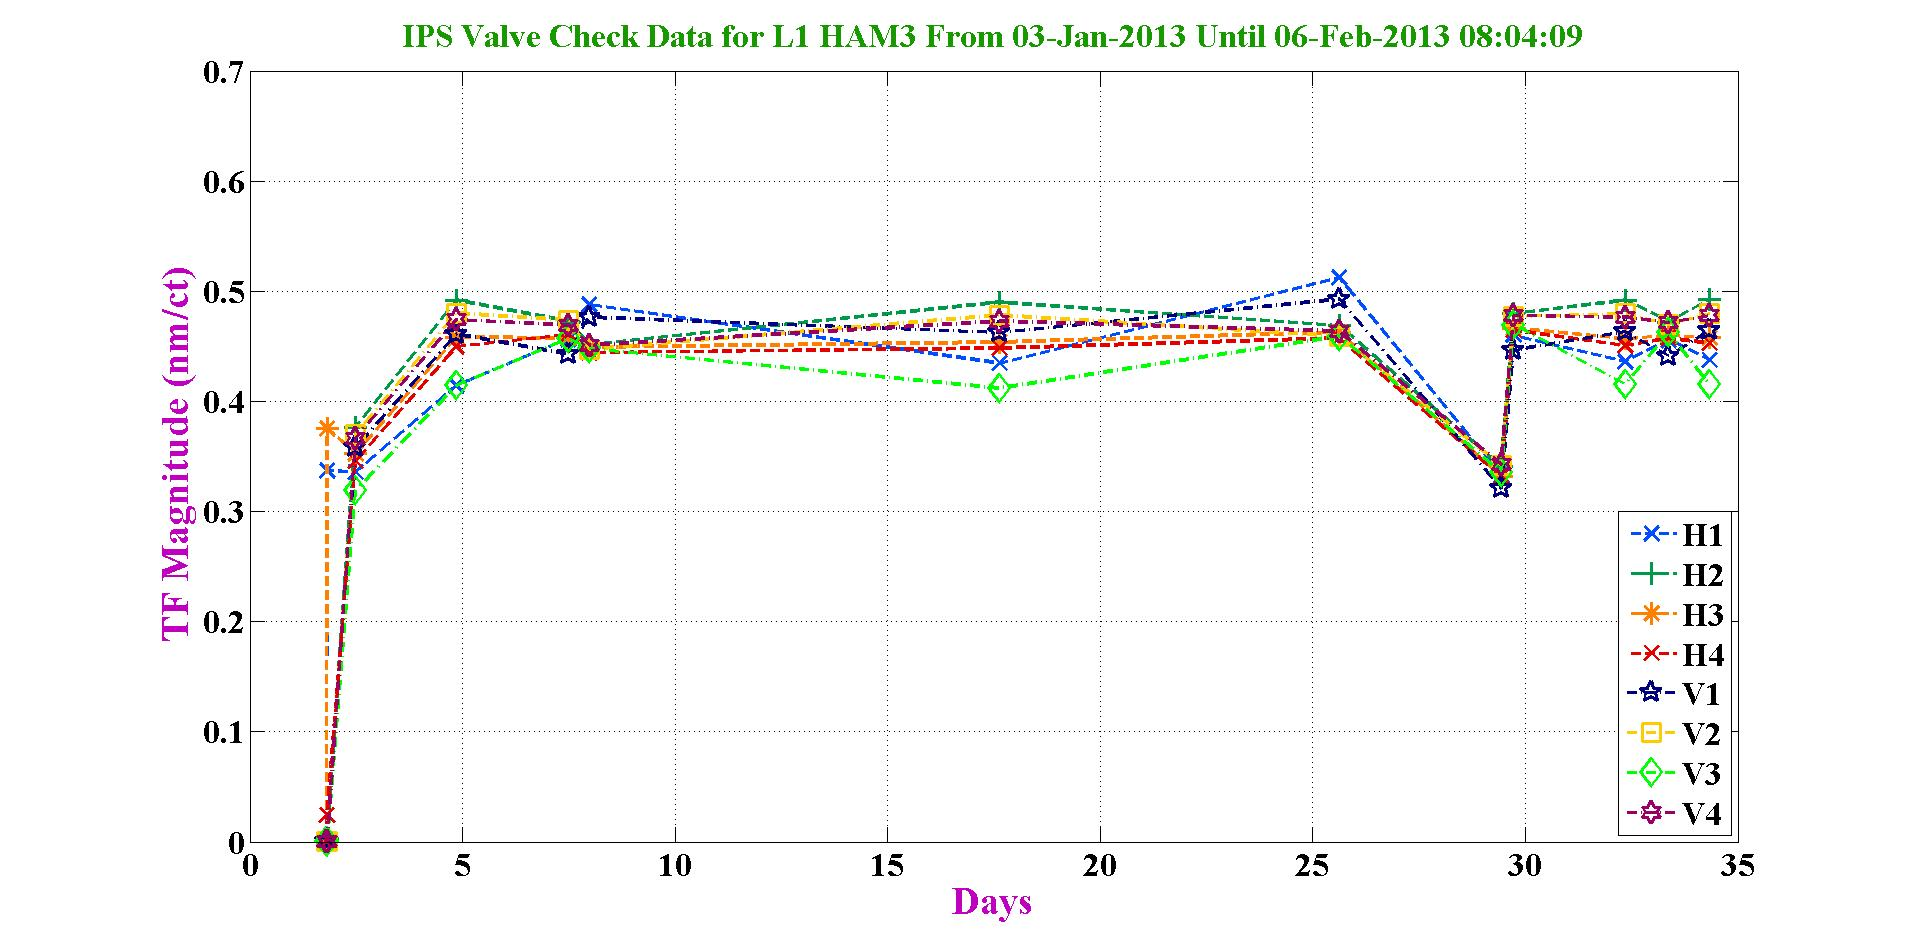 IPS Valve Check Data for L1 HAM3 From 03-Jan-2013 Until 06-Feb-2013 08:04:09
0.7
0.6
0.5
0.4
0.3
0.2
0.1
0
TF Magnitude (nm/ct)
H1
H2
H3
H4
V1
V2
V3
V4
0 5 10 15 20 25 30 35
Days